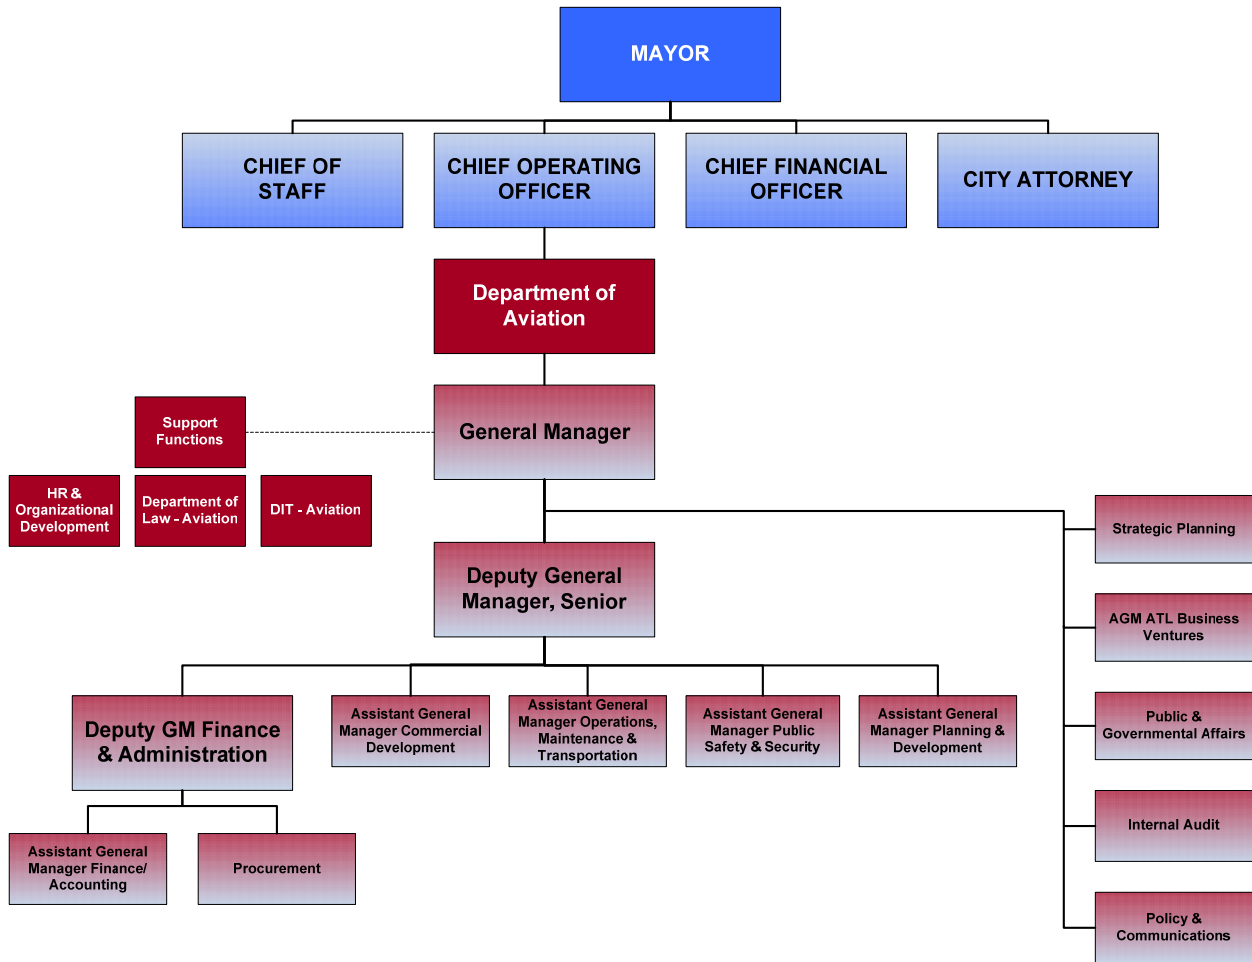 MAYOR
CHIEF OF
STAFF
CHIEF OPERATING
OFFICER
CHIEF FINANCIAL
OFFICER
CITY ATTORNEY
Department of
Aviation
General Manager
Support
Functions
HR &
Organizational
Development
Department of
Law - Aviation
DIT - Aviation
Deputy General
Manager, Senior
Deputy GM Finance
& Administration
Assistant General
Manager Commercial
Development
Assistant General
Manager Operations,
Maintenance &
Transportation
Assistant General
Manager Public
Safety & Security
Assistant General
Manager Planning &
Development
Assistant General
Manager Finance/
Accounting
Procurement
Strategic Planning
AGM ATL Business
Ventures
Public &
Governmental Affairs
Internal Audit
Policy &
Communications